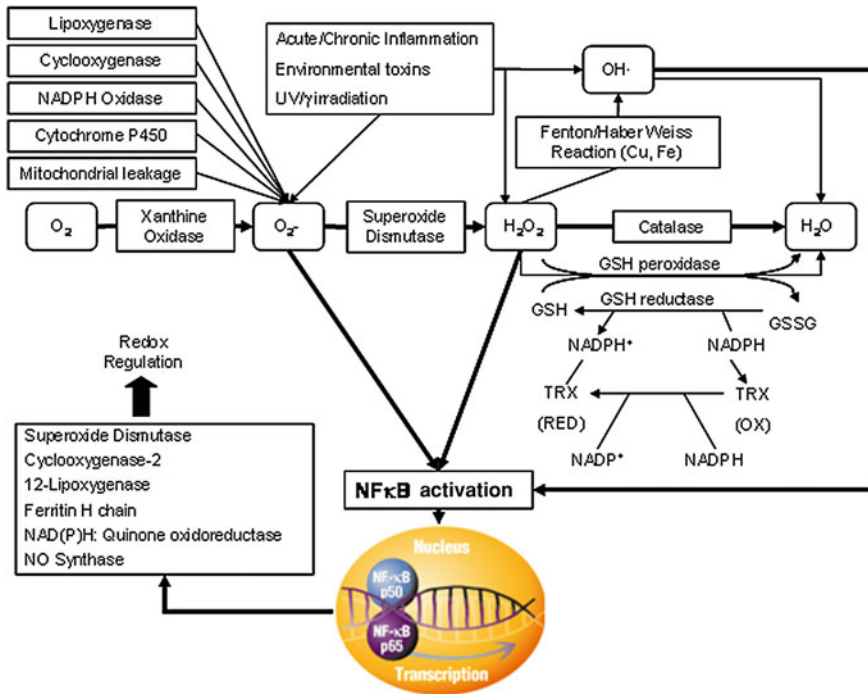 Lipoxygenase
Cyclooxygenase
NADPH Oxidase
Cytochrome P450
Mitochondrial leakage
Acute/Chronic Inflammation
Environmental toxins
UV/γirradiation
OH·
Fenton/Haber Weiss
Reaction (Cu, Fe)
O₂
Xanthine
Oxidase
O₂-
Superoxide
Dismutase
H₂O₂
Catalase
H₂O
GSH peroxidase
GSH
GSH reductase
GSSG
NADPH⁺
NADPH
TRX
(RED)
TRX
(OX)
NADP⁺
NADPH
Redox
Regulation
Superoxide Dismutase
Cyclooxygenase-2
12-Lipoxygenase
Ferritin H chain
NAD(P)H: Quinone oxidoreductase
NO Synthase
NFκB activation
Nucleus
NF-κB
p50
NF-κB
p65
Transcription